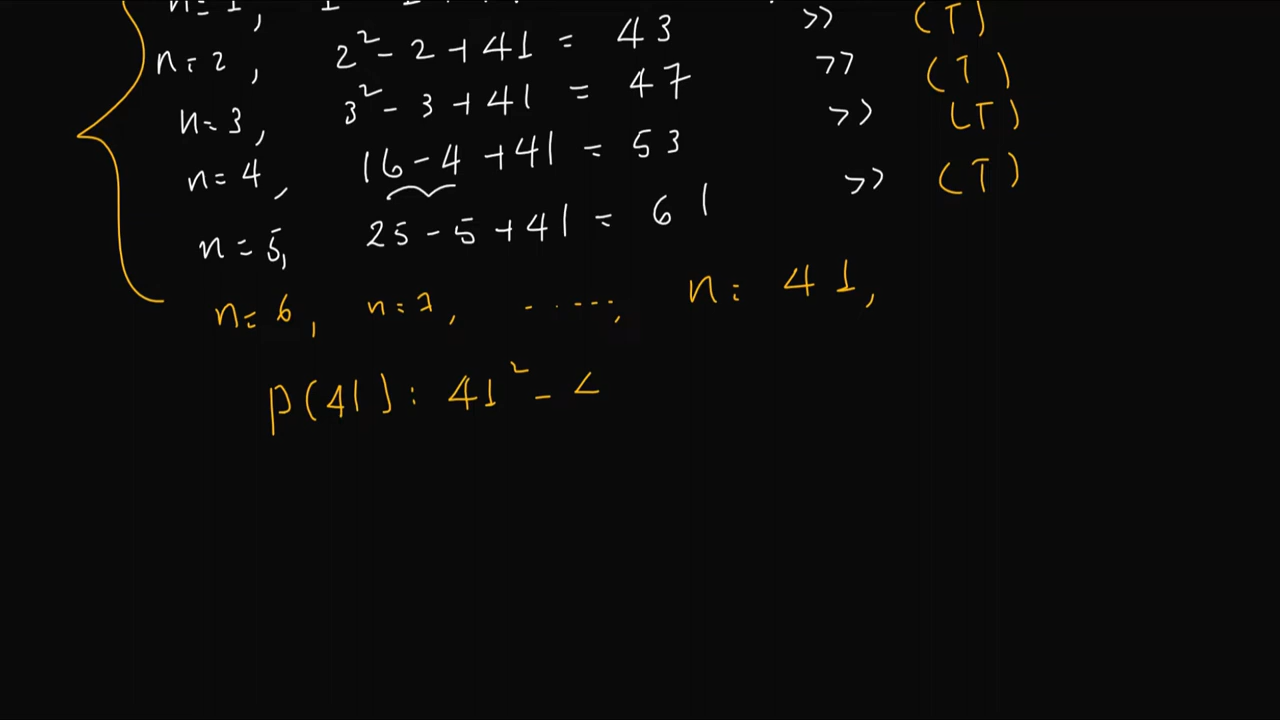 n=1,
2² - 2 + 41 = 43 >> (T)
n=2,
3² - 3 + 41 = 47 >> (T)
n=3,
16 - 4 + 41 = 53 >> (T)
n=4,
25 - 5 + 41 = 61 >> (T)
n=5,
n=6, n=7, ......, n= 41,
P(41): 41² -